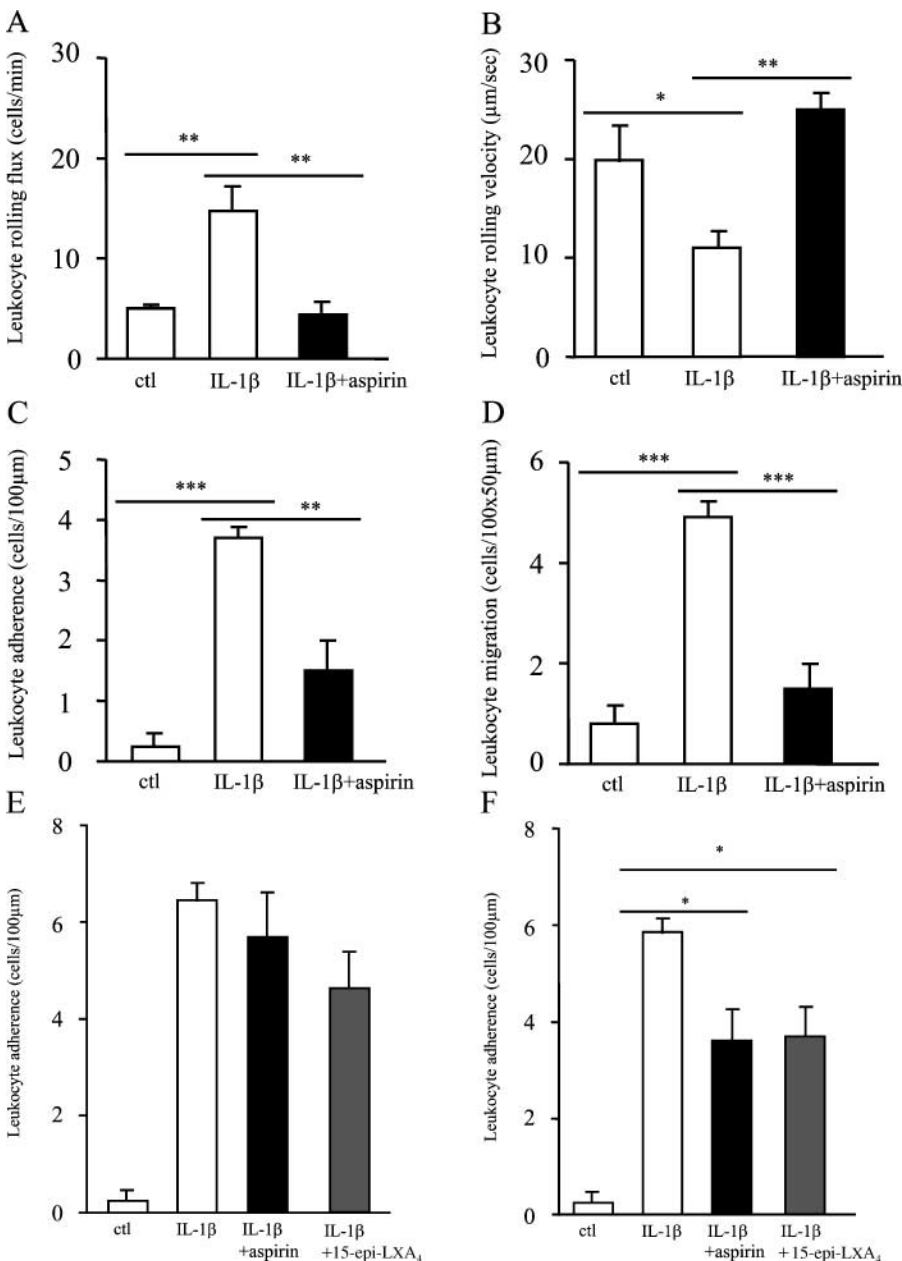 A
Leukocyte rolling flux (cells/min)
30
20
10
0
**
**
ctl
IL-1β
IL-1β+aspirin
B
Leukocyte rolling velocity (μm/sec)
30
20
10
0
*
**
ctl
IL-1β
IL-1β+aspirin
C
Leukocyte adherence (cells/100μm)
5
4
3
2
1
0
***
**
ctl
IL-1β
IL-1β+aspirin
D
Leukocyte migration (cells/100x50μm)
6
4
2
0
***
***
ctl
IL-1β
IL-1β+aspirin
E
Leukocyte adherence (cells/100μm)
8
6
4
2
0
ctl
IL-1β
IL-1β
+aspirin
IL-1β
+15-epi-LXA₄
F
Leukocyte adherence (cells/100μm)
8
6
4
2
0
*
*
ctl
IL-1β
IL-1β
+aspirin
IL-1β
+15-epi-LXA₄